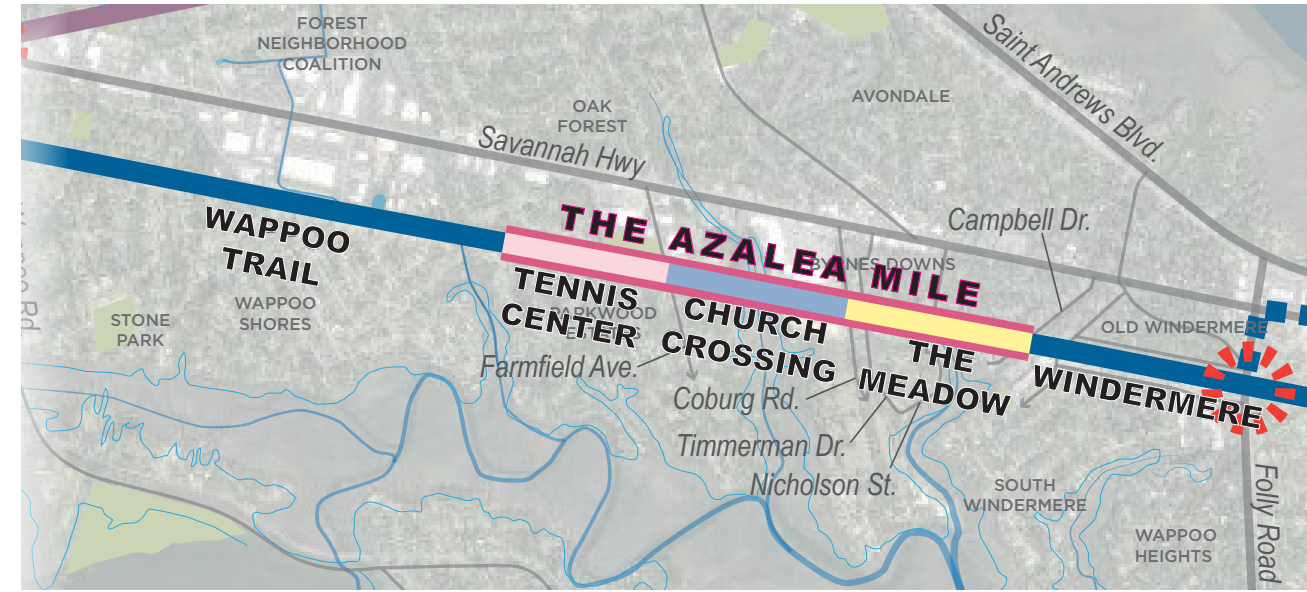 FOREST
NEIGHBORHOOD
COALITION
Saint Andrews Blvd.
AVONDALE
OAK
FOREST
Savannah Hwy
WAPPOO
TRAIL
THE AZALEA MILE
Campbell Dr.
BYRNES DOWNS
TENNIS
CENTER
CHURCH
CROSSING
THE
MEADOW
WINDERMERE
OLD WINDERMERE
WAPPOO
SHORES
STONE
PARK
Rd
PARKWOOD
Farmfield Ave.
Coburg Rd.
Timmerman Dr.
Nicholson St.
SOUTH
WINDERMERE
WAPPOO
HEIGHTS
Folly Road